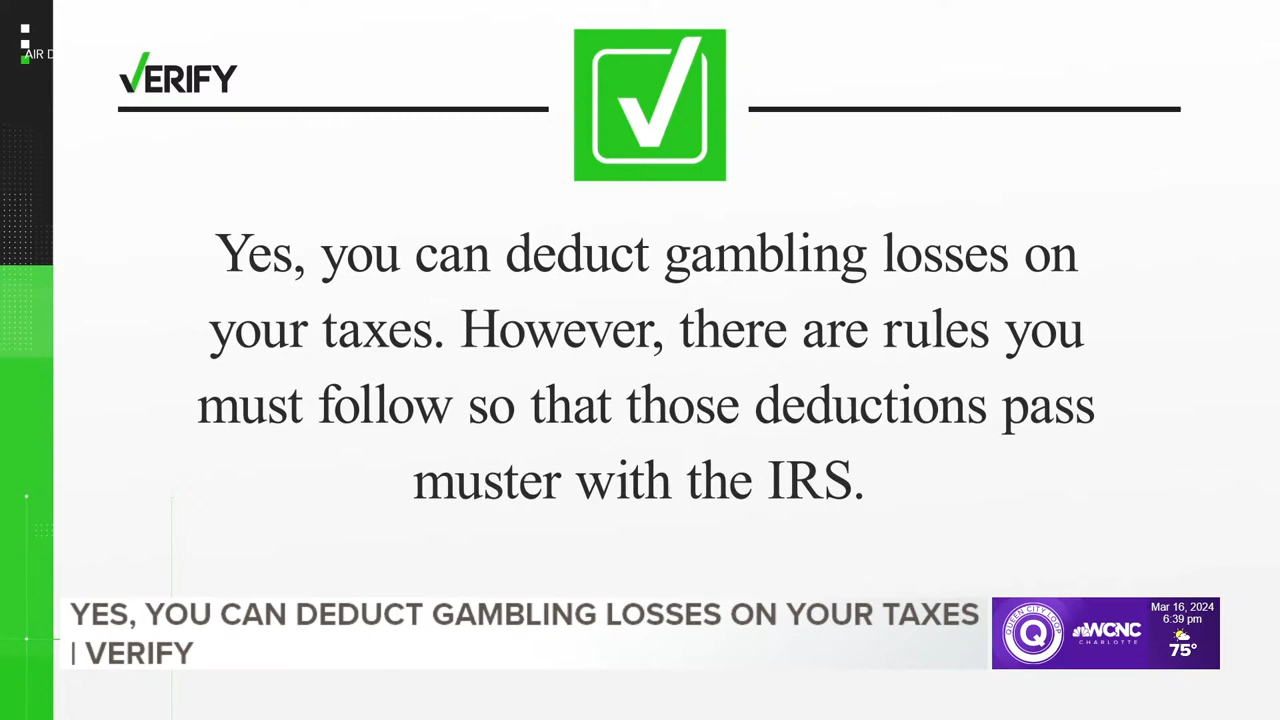 AIR D
VERIFY
Yes, you can deduct gambling losses on
your taxes. However, there are rules you
must follow so that those deductions pass
muster with the IRS.
YES, YOU CAN DEDUCT GAMBLING LOSSES ON YOUR TAXES
| VERIFY
QUEEN CITY LOOP
Q
WCNC
CHARLOTTE
Mar 16, 2024
6:39 pm
75°